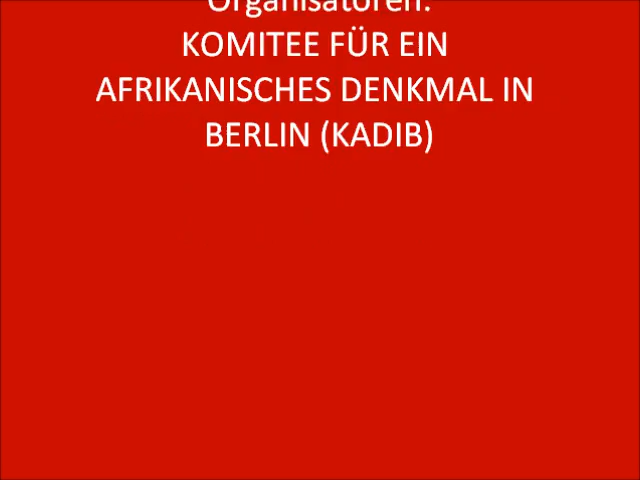 Organisatoren:
KOMITEE FÜR EIN
AFRIKANISCHES DENKMAL IN
BERLIN (KADIB)